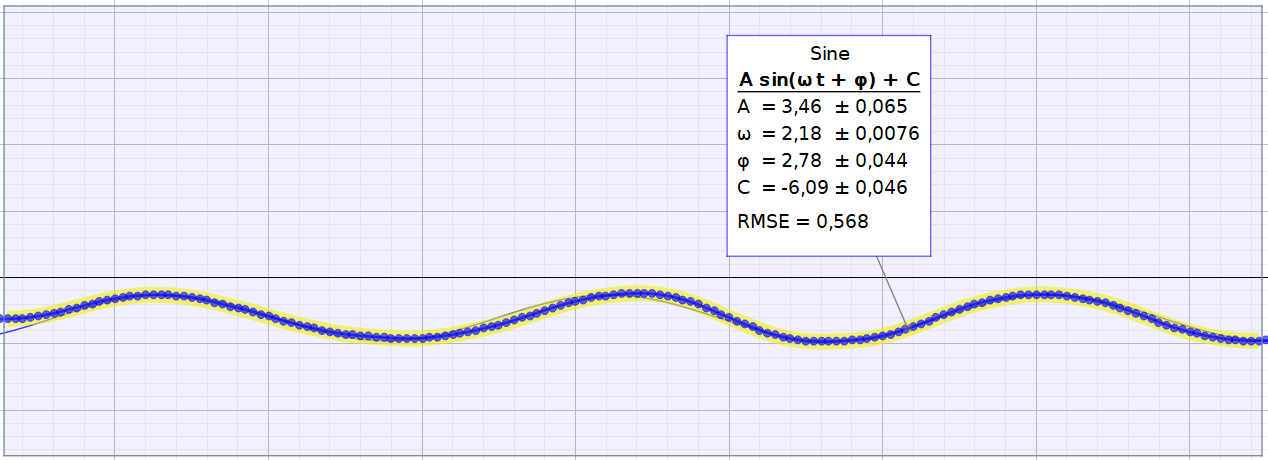 Sine
A sin(ω t + φ) + C
A = 3,46 ± 0,065
ω = 2,18 ± 0,0076
φ = 2,78 ± 0,044
C = -6,09 ± 0,046
RMSE = 0,568